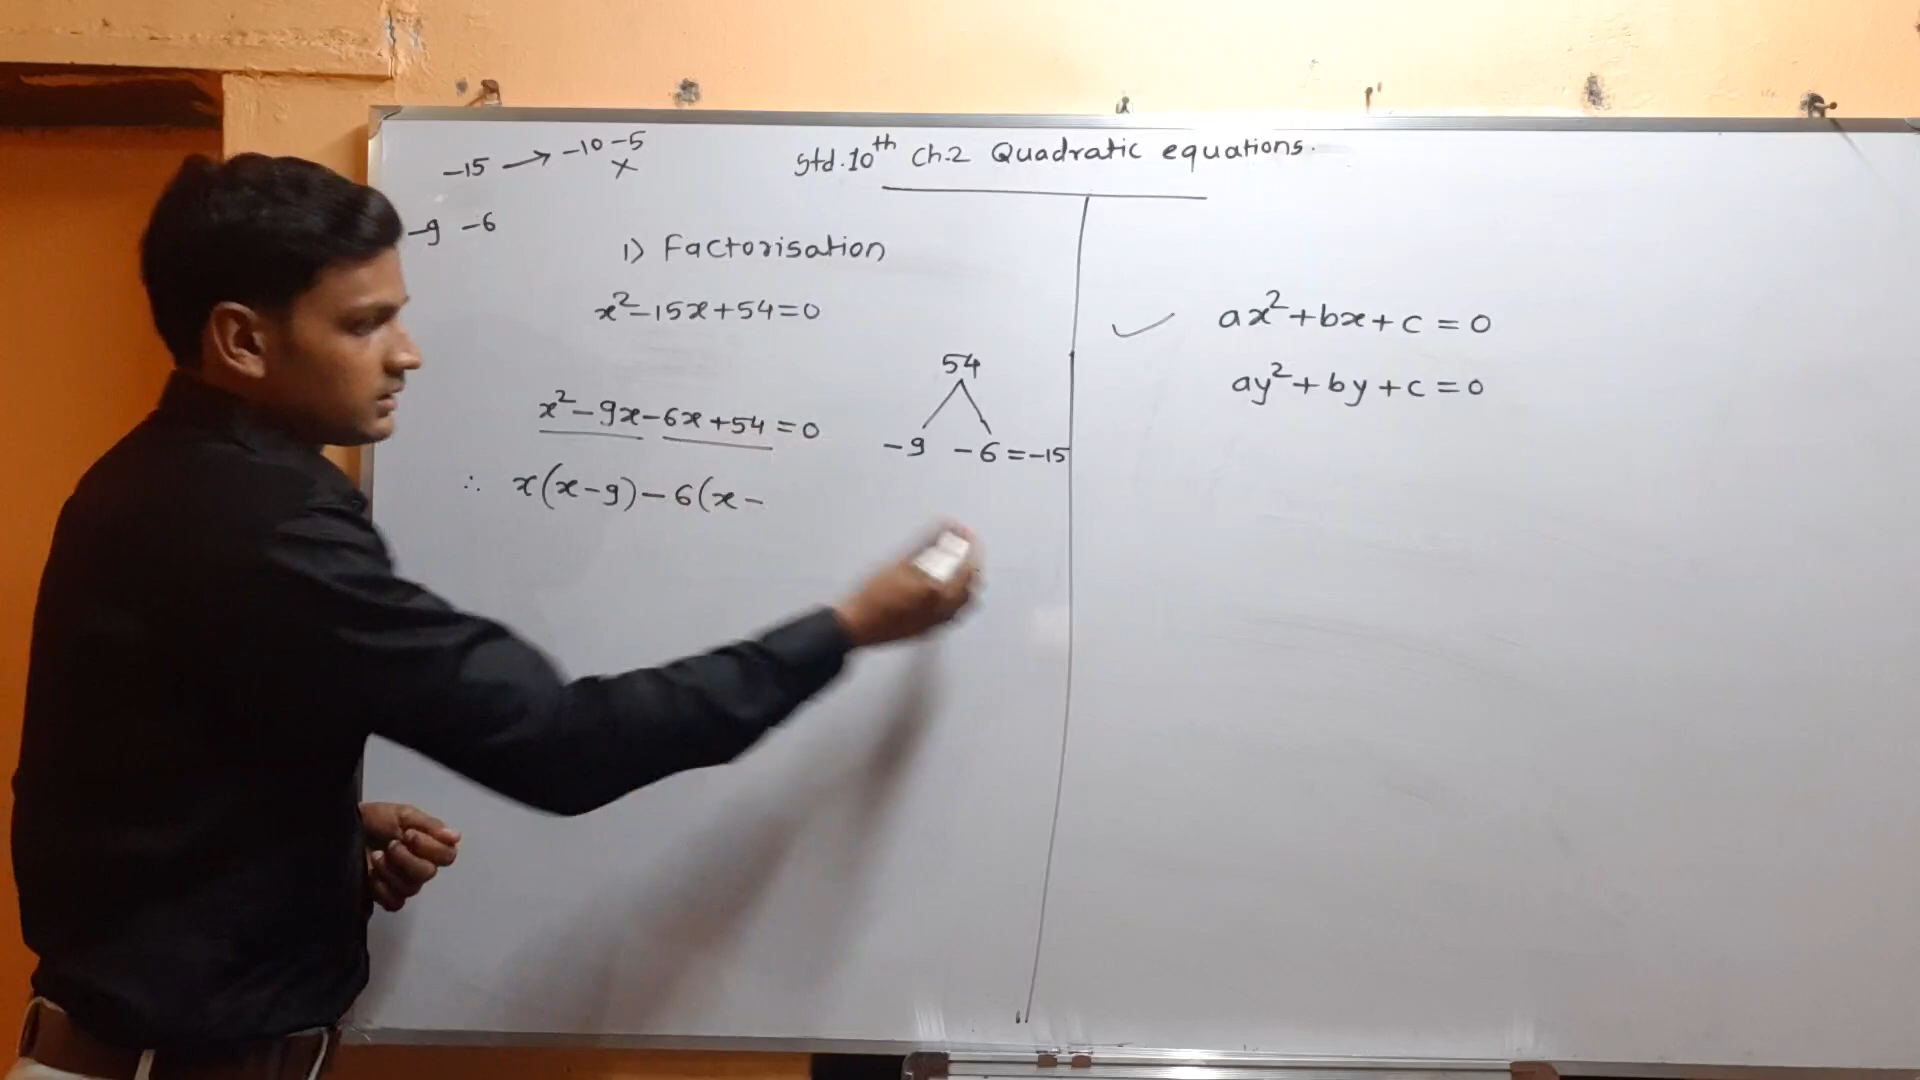 Std.10th Ch.2 Quadratic equations.
-15 → -10 -5
×
-9 -6
1) Factorisation
x²-15x+54=0
54
-9 -6 = -15
x²-9x-6x+54=0
∴ x(x-9)-6(x-
✓ ax²+bx+c=0
ay²+by+c=0